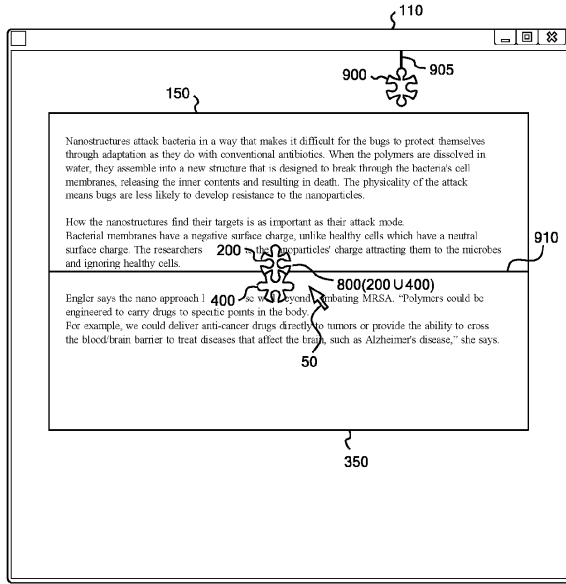 110
900
905
150
Nanostructures attack bacteria in a way that makes it difficult for the bugs to protect themselves
through adaptation as they do with conventional antibiotics. When the polymers are dissolved in
water, they assemble into a new structure that is designed to break through the bacteria's cell
membranes, releasing the inner contents and resulting in death. The physicality of the attack
means bugs are less likely to develop resistance to the nanoparticles.
How the nanostructures find their targets is as important as their attack mode.
Bacterial membranes have a negative surface charge, unlike healthy cells which have a neutral
surface charge. The researchers the nanoparticles' charge attracting them to the microbes
and ignoring healthy cells.
200
910
800(200∪400)
400
Engler says the nano approach beyond combating MRSA. “Polymers could be
engineered to carry drugs to specific points in the body.
For example, we could deliver anti-cancer drugs directly to tumors or provide the ability to cross
the blood/brain barrier to treat diseases that affect the brain, such as Alzheimer's disease,” she says.
50
350